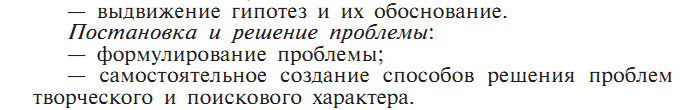 — выдвижение гипотез и их обоснование.
Постановка и решение проблемы:
— формулирование проблемы;
— самостоятельное создание способов решения проблем
творческого и поискового характера.